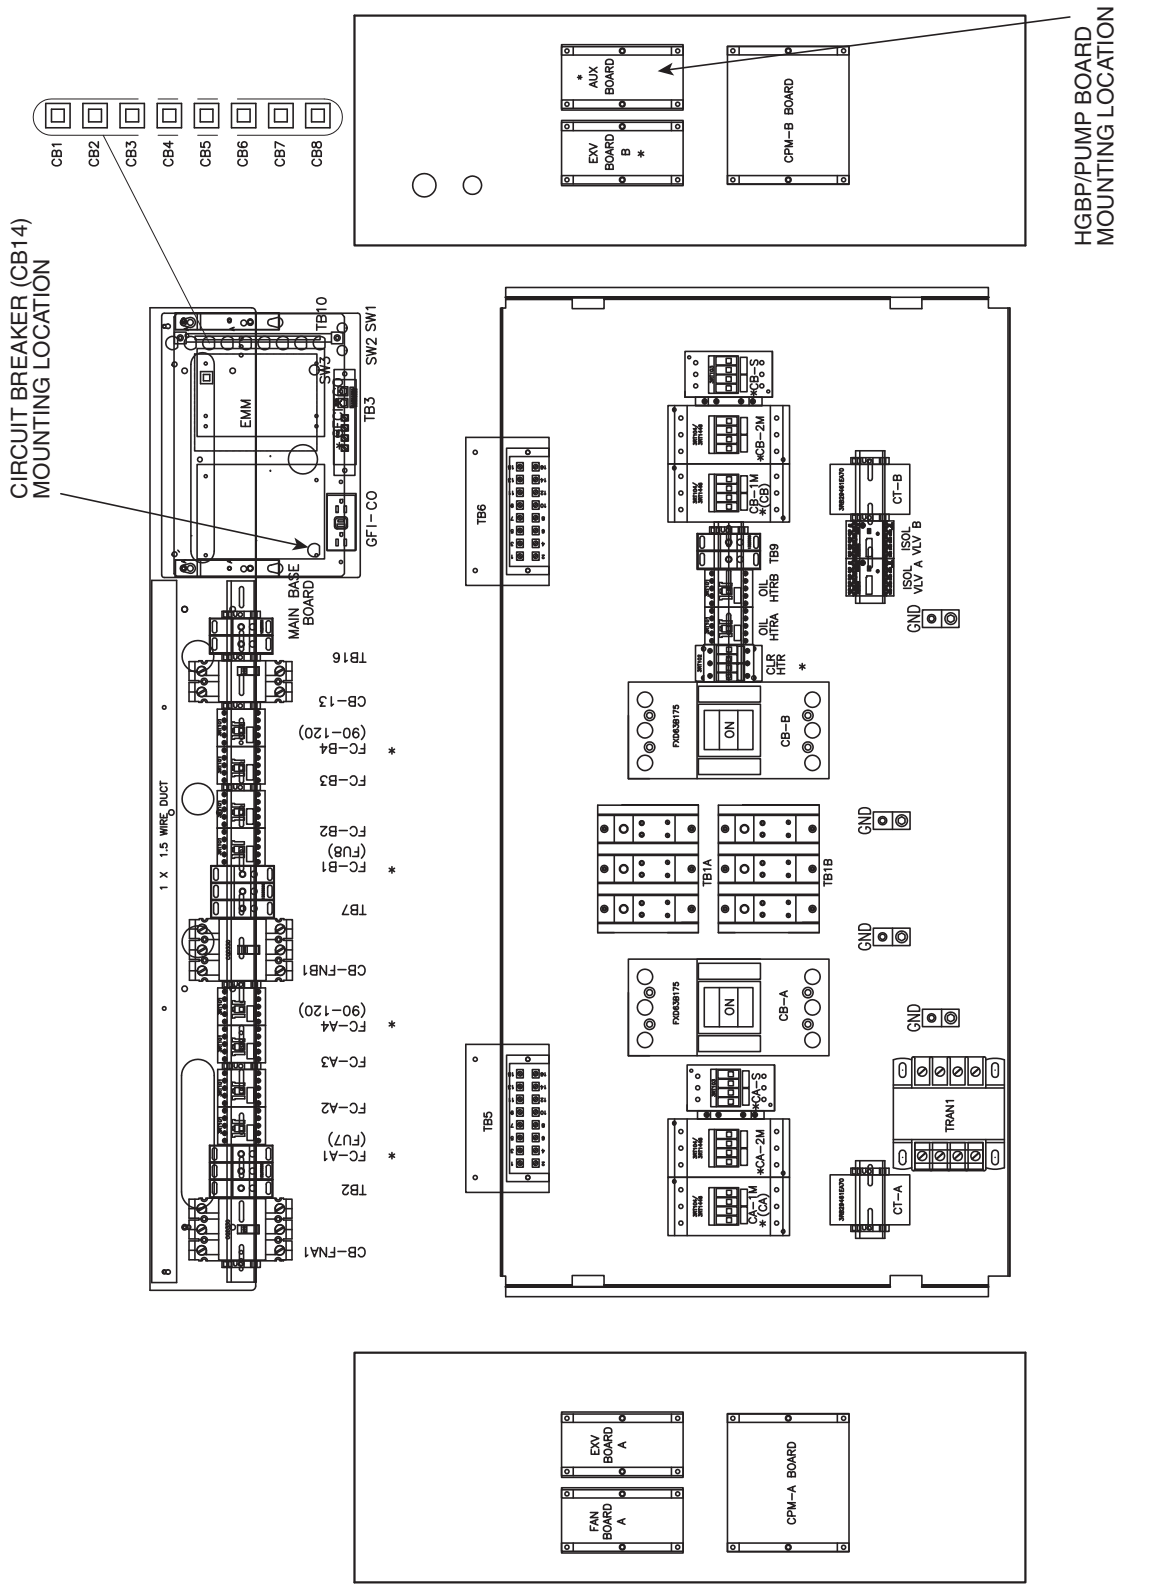 CIRCUIT BREAKER (CB14)
MOUNTING LOCATION
CB1
CB2
CB3
CB4
CB5
CB6
CB7
CB8
*
AUX
BOARD
EXV
BOARD
B
*
CPM-B BOARD
HGBP/PUMP BOARD
MOUNTING LOCATION
EMM
SW3
TB10
SW2 SW1
TB3
GFI-CO
MAIN BASE
BOARD
1 X 1.5 WIRE DUCT
TB16
CB-13
(90-120)
FC-B4
*
FC-B3
FC-B2
(FU8)
FC-B1
*
TB7
CB-FNB1
(90-120)
FC-A4
*
FC-A3
FC-A2
(FU7)
FC-A1
*
TB2
CB-FNA1
TB6
TB5
*CB-S
*CB-2M
CB-1M
*(CB)
TB9
OIL
HTRB
OIL
HTRA
CLR
HTR
*
FXD63B175
ON
CB-B
TB1A
TB1B
FXD63B175
ON
CB-A
*CA-S
*CA-2M
CA-1M
*(CA)
CT-B
ISOL
VLV B
ISOL
VLV A
GND
GND
GND
GND
TRAN1
CT-A
EXV
BOARD
A
FAN
BOARD
A
CPM-A BOARD